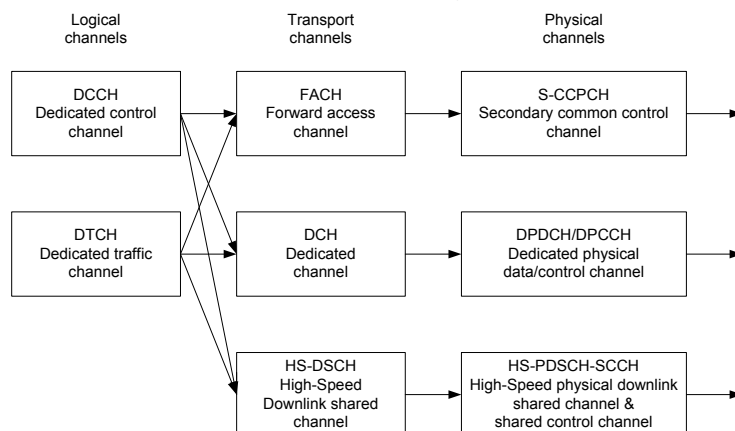 Logical
channels
Transport
channels
Physical
channels
DCCH
Dedicated control
channel
FACH
Forward access
channel
S-CCPCH
Secondary common control
channel
DTCH
Dedicated traffic
channel
DCH
Dedicated
channel
DPDCH/DPCCH
Dedicated physical
data/control channel
HS-DSCH
High-Speed
Downlink shared
channel
HS-PDSCH-SCCH
High-Speed physical downlink
shared channel &
shared control channel